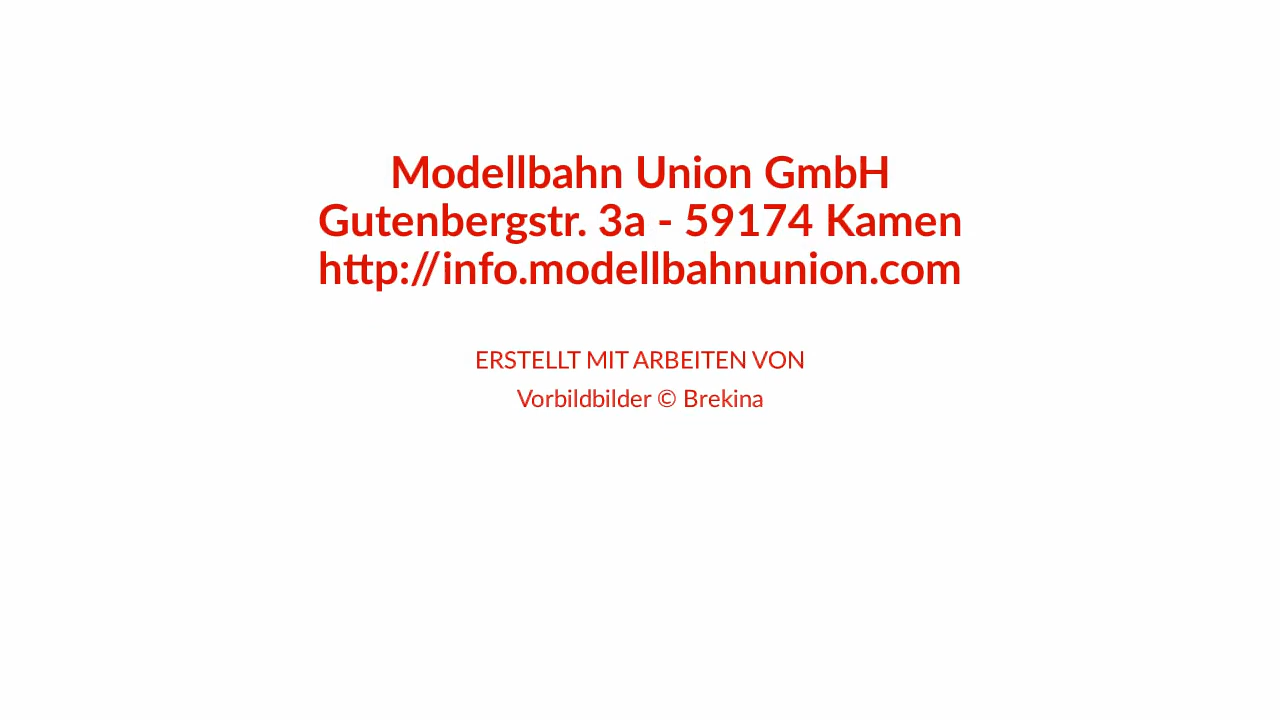 Modellbahn Union GmbH
Gutenbergstr. 3a - 59174 Kamen
http://info.modellbahnunion.com
ERSTELLT MIT ARBEITEN VON
Vorbildbilder © Brekina